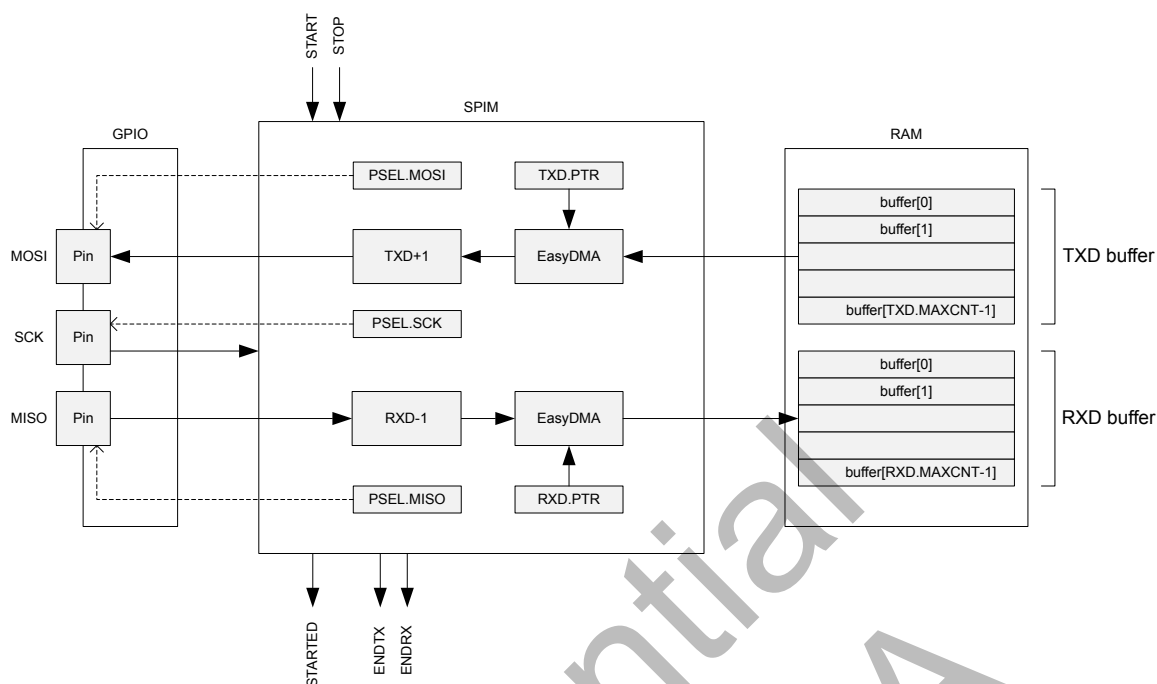 START
STOP
SPIM
GPIO
RAM
PSEL.MOSI
TXD.PTR
buffer[0]
buffer[1]
MOSI
Pin
TXD+1
EasyDMA
TXD buffer
buffer[TXD.MAXCNT-1]
PSEL.SCK
SCK
Pin
buffer[0]
buffer[1]
MISO
Pin
RXD-1
EasyDMA
RXD buffer
buffer[RXD.MAXCNT-1]
PSEL.MISO
RXD.PTR
STARTED
ENDTX
ENDRX
ntial
A